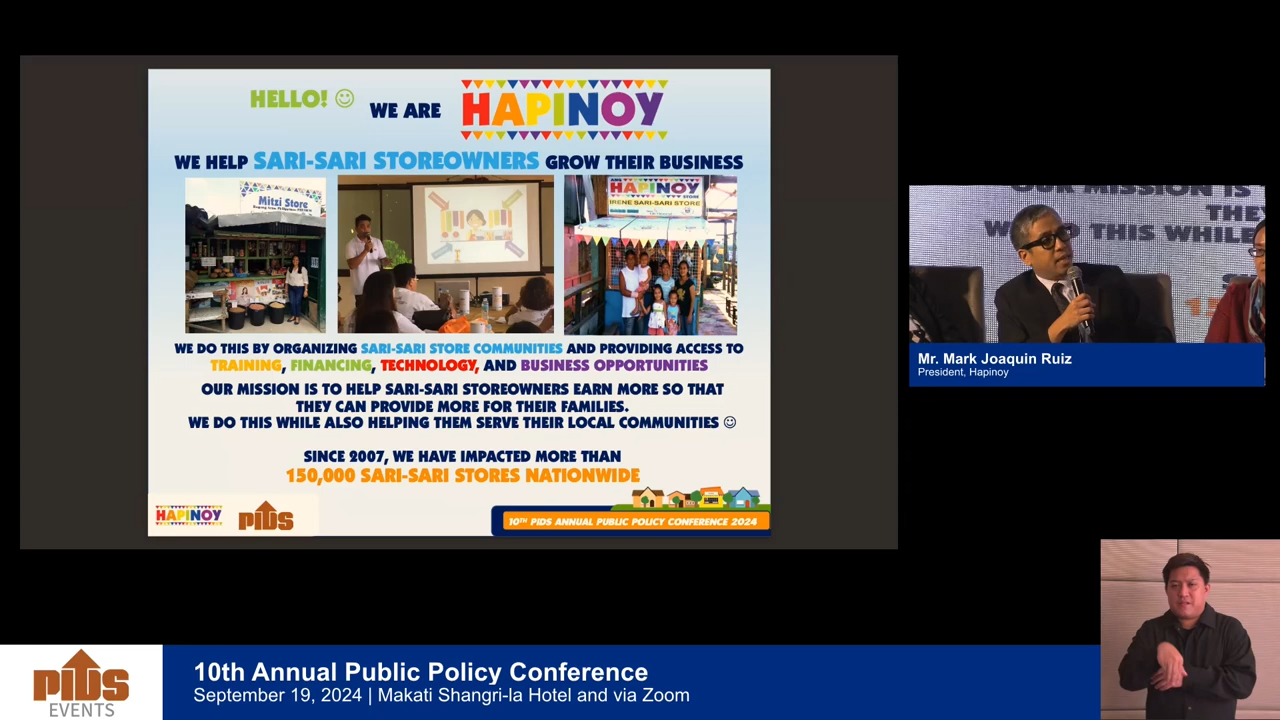 HELLO! ☺ WE ARE HAPINOY
WE HELP SARI-SARI STOREOWNERS GROW THEIR BUSINESS
Mitzi Store
HAPINOY
STORE
IRENE SARI-SARI STORE
WE DO THIS BY ORGANIZING SARI-SARI STORE COMMUNITIES AND PROVIDING ACCESS TO
TRAINING, FINANCING, TECHNOLOGY, AND BUSINESS OPPORTUNITIES
OUR MISSION IS TO HELP SARI-SARI STOREOWNERS EARN MORE SO THAT
THEY CAN PROVIDE MORE FOR THEIR FAMILIES.
WE DO THIS WHILE ALSO HELPING THEM SERVE THEIR LOCAL COMMUNITIES ☺
SINCE 2007, WE HAVE IMPACTED MORE THAN
150,000 SARI-SARI STORES NATIONWIDE
HAPINOY PIDS
10TH PIDS ANNUAL PUBLIC POLICY CONFERENCE 2024
OUR MISSION IS
THEY
DO THIS WHILE
Mr. Mark Joaquin Ruiz
President, Hapinoy
PIDS
EVENTS
10th Annual Public Policy Conference
September 19, 2024 | Makati Shangri-la Hotel and via Zoom